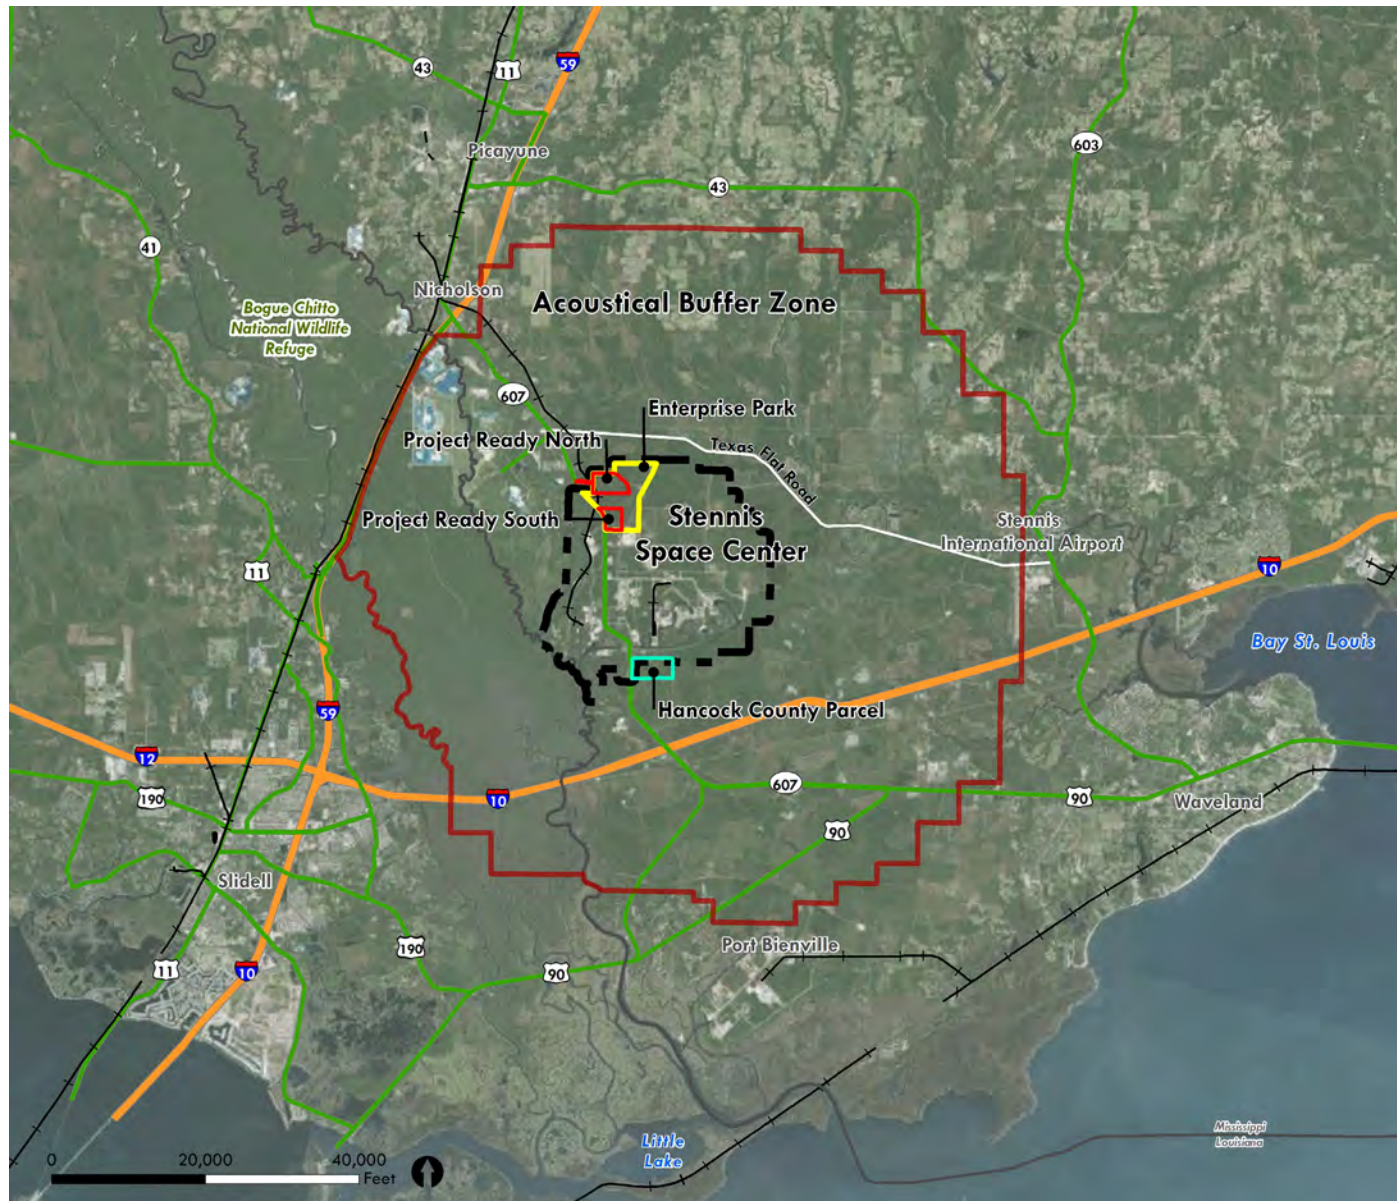 43
11
59
Picayune
603
43
41
Nicholson
Acoustical Buffer Zone
Bogue Chitto
National Wildlife
Refuge
607
Enterprise Park
Project Ready North
Texas Flat Road
Project Ready South
Stennis
Space Center
Stennis
International Airport
11
10
Bay St. Louis
59
Hancock County Parcel
12
10
607
190
90
Waveland
90
Slidell
190
Port Bienville
11
10
90
Mississippi
Louisiana
Little
Lake
0 20,000 40,000
Feet